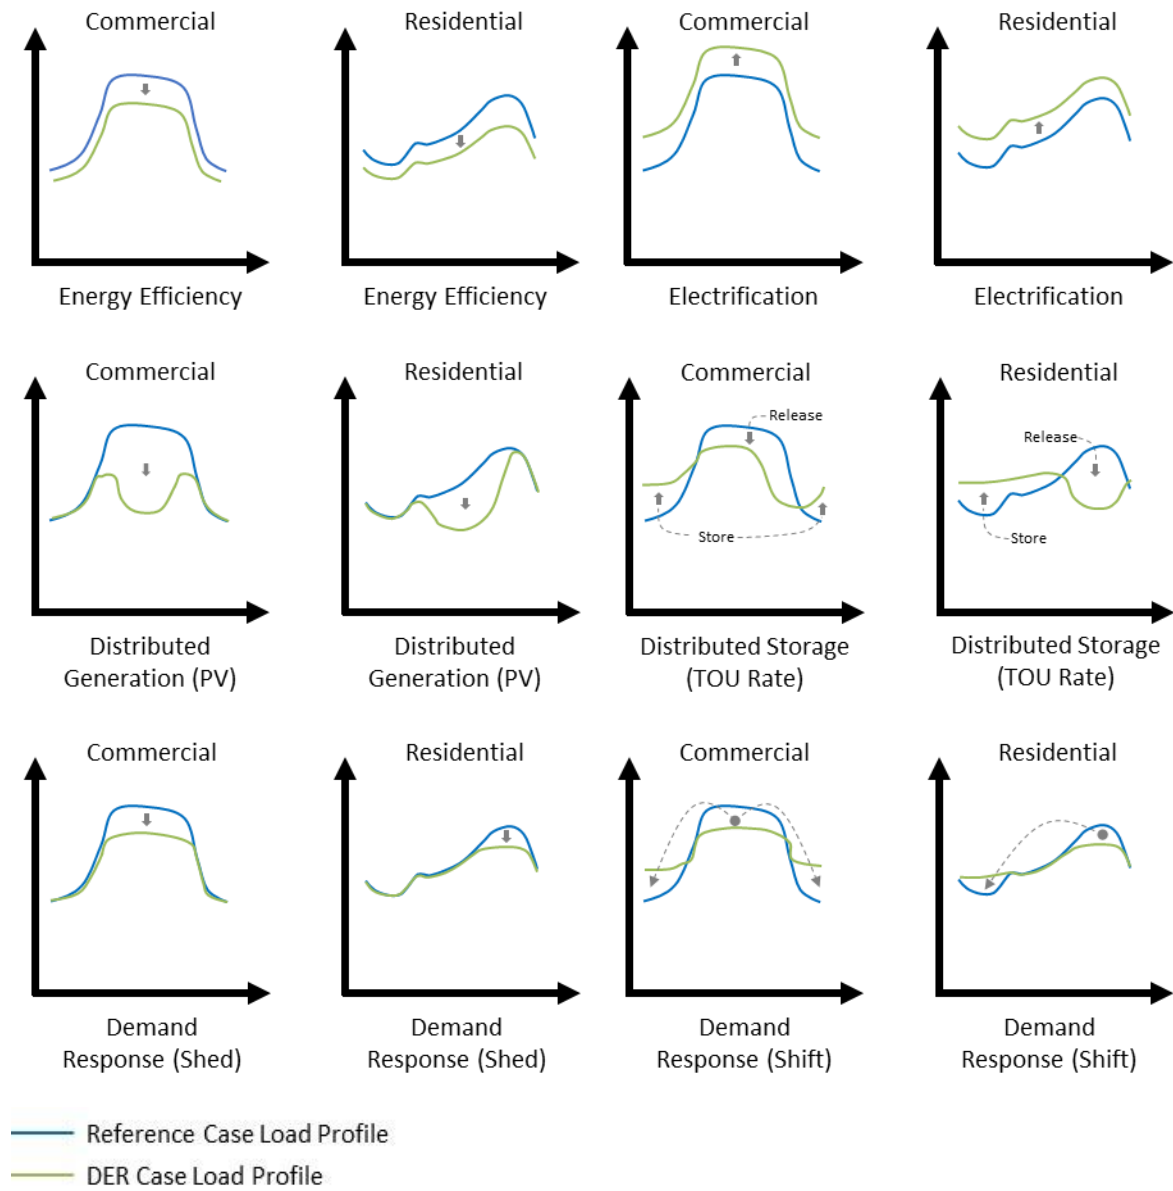 Commercial
Residential
Commercial
Residential
Energy Efficiency
Energy Efficiency
Electrification
Electrification
Commercial
Residential
Commercial
Residential
Release
Store
Release
Store
Distributed
Generation (PV)
Distributed
Generation (PV)
Distributed Storage
(TOU Rate)
Distributed Storage
(TOU Rate)
Commercial
Residential
Commercial
Residential
Demand
Response (Shed)
Demand
Response (Shed)
Demand
Response (Shift)
Demand
Response (Shift)
Reference Case Load Profile
DER Case Load Profile